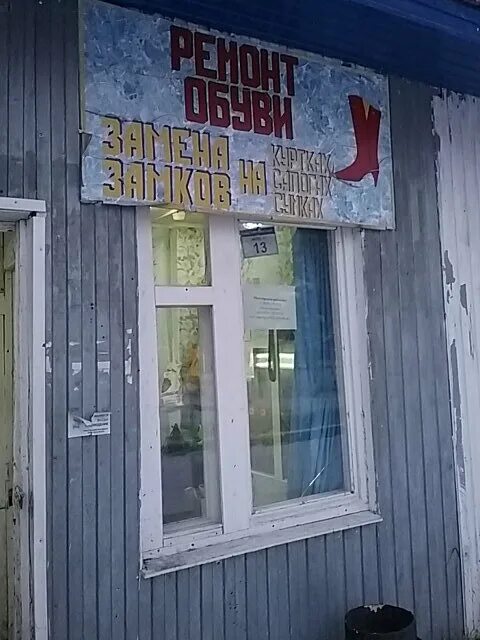 РЕМОНТ
ОБУВИ
ЗАМЕНА
ЗАМКОВ
НА
КУРТКАХ
САПОГАХ
СУМКАХ
13